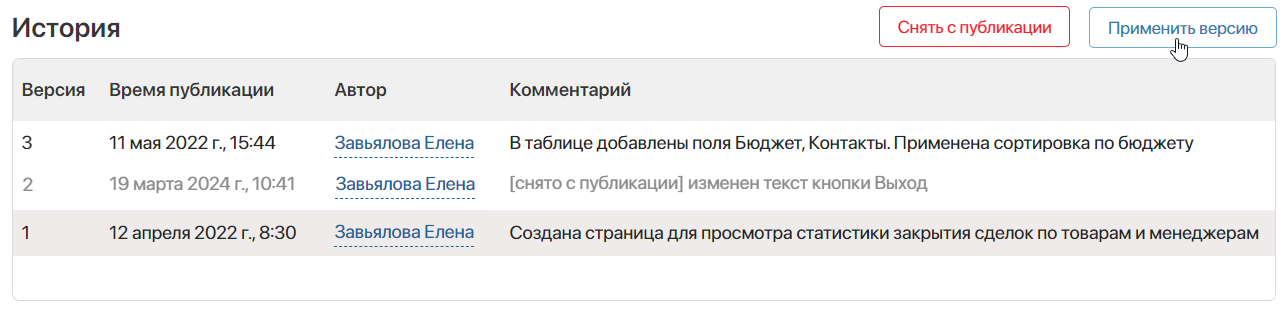 История
Снять с публикации
Применить версию
Версия Время публикации Автор Комментарий
3 11 мая 2022 г., 15:44 Завьялова Елена В таблице добавлены поля Бюджет, Контакты. Применена сортировка по бюджету
2 19 марта 2024 г., 10:41 Завьялова Елена [снято с публикации] изменен текст кнопки Выход
1 12 апреля 2022 г., 8:30 Завьялова Елена Создана страница для просмотра статистики закрытия сделок по товарам и менеджерам